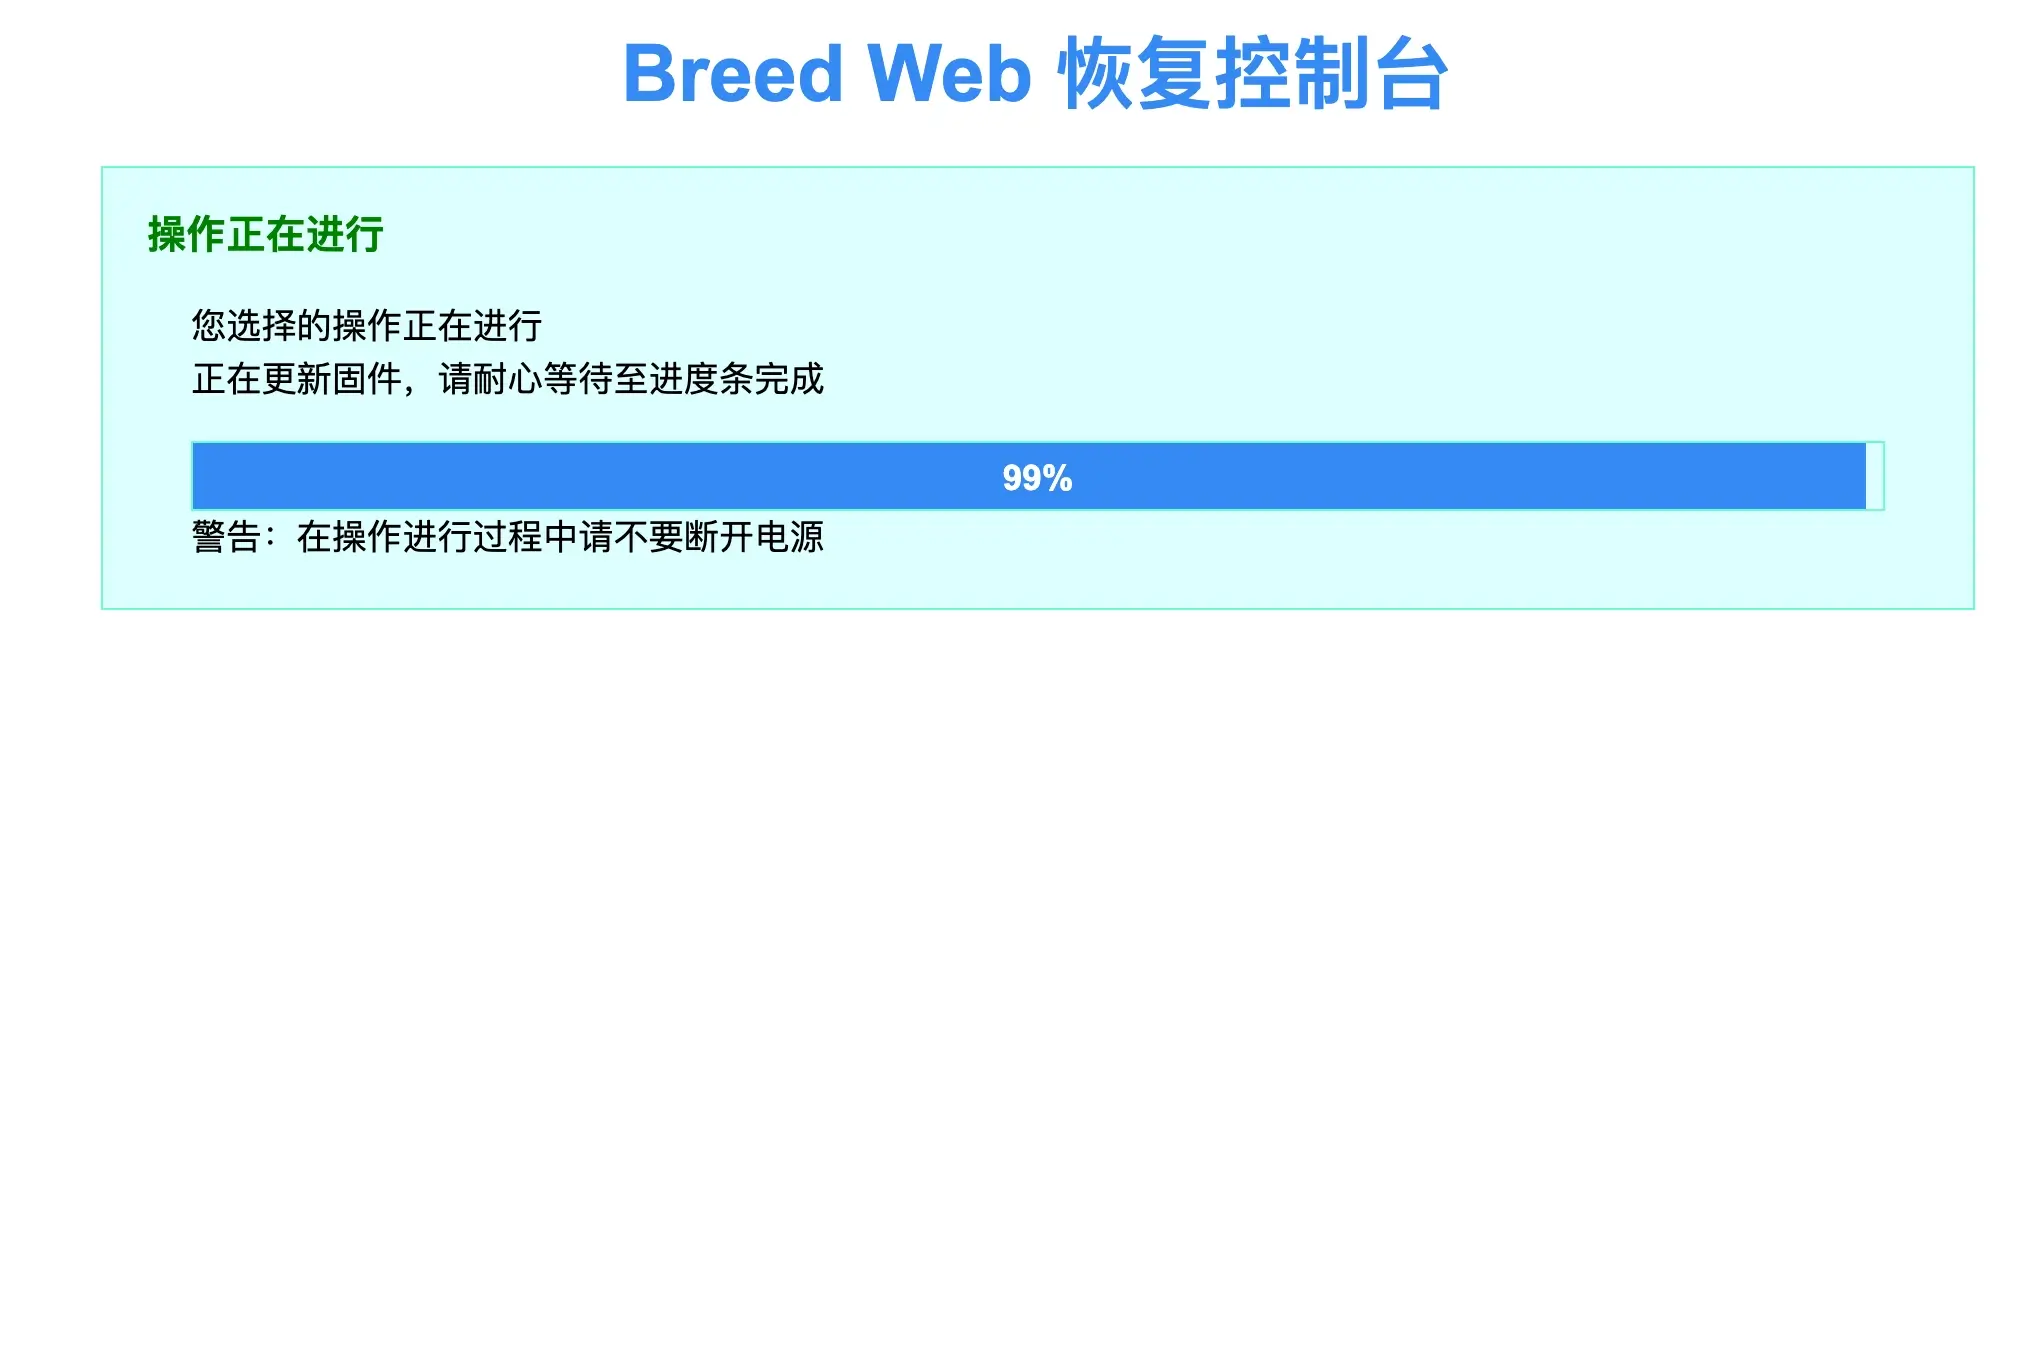 Breed Web 恢复控制台
操作正在进行
您选择的操作正在进行
正在更新固件，请耐心等待至进度条完成
99%
警告：在操作进行过程中请不要断开电源